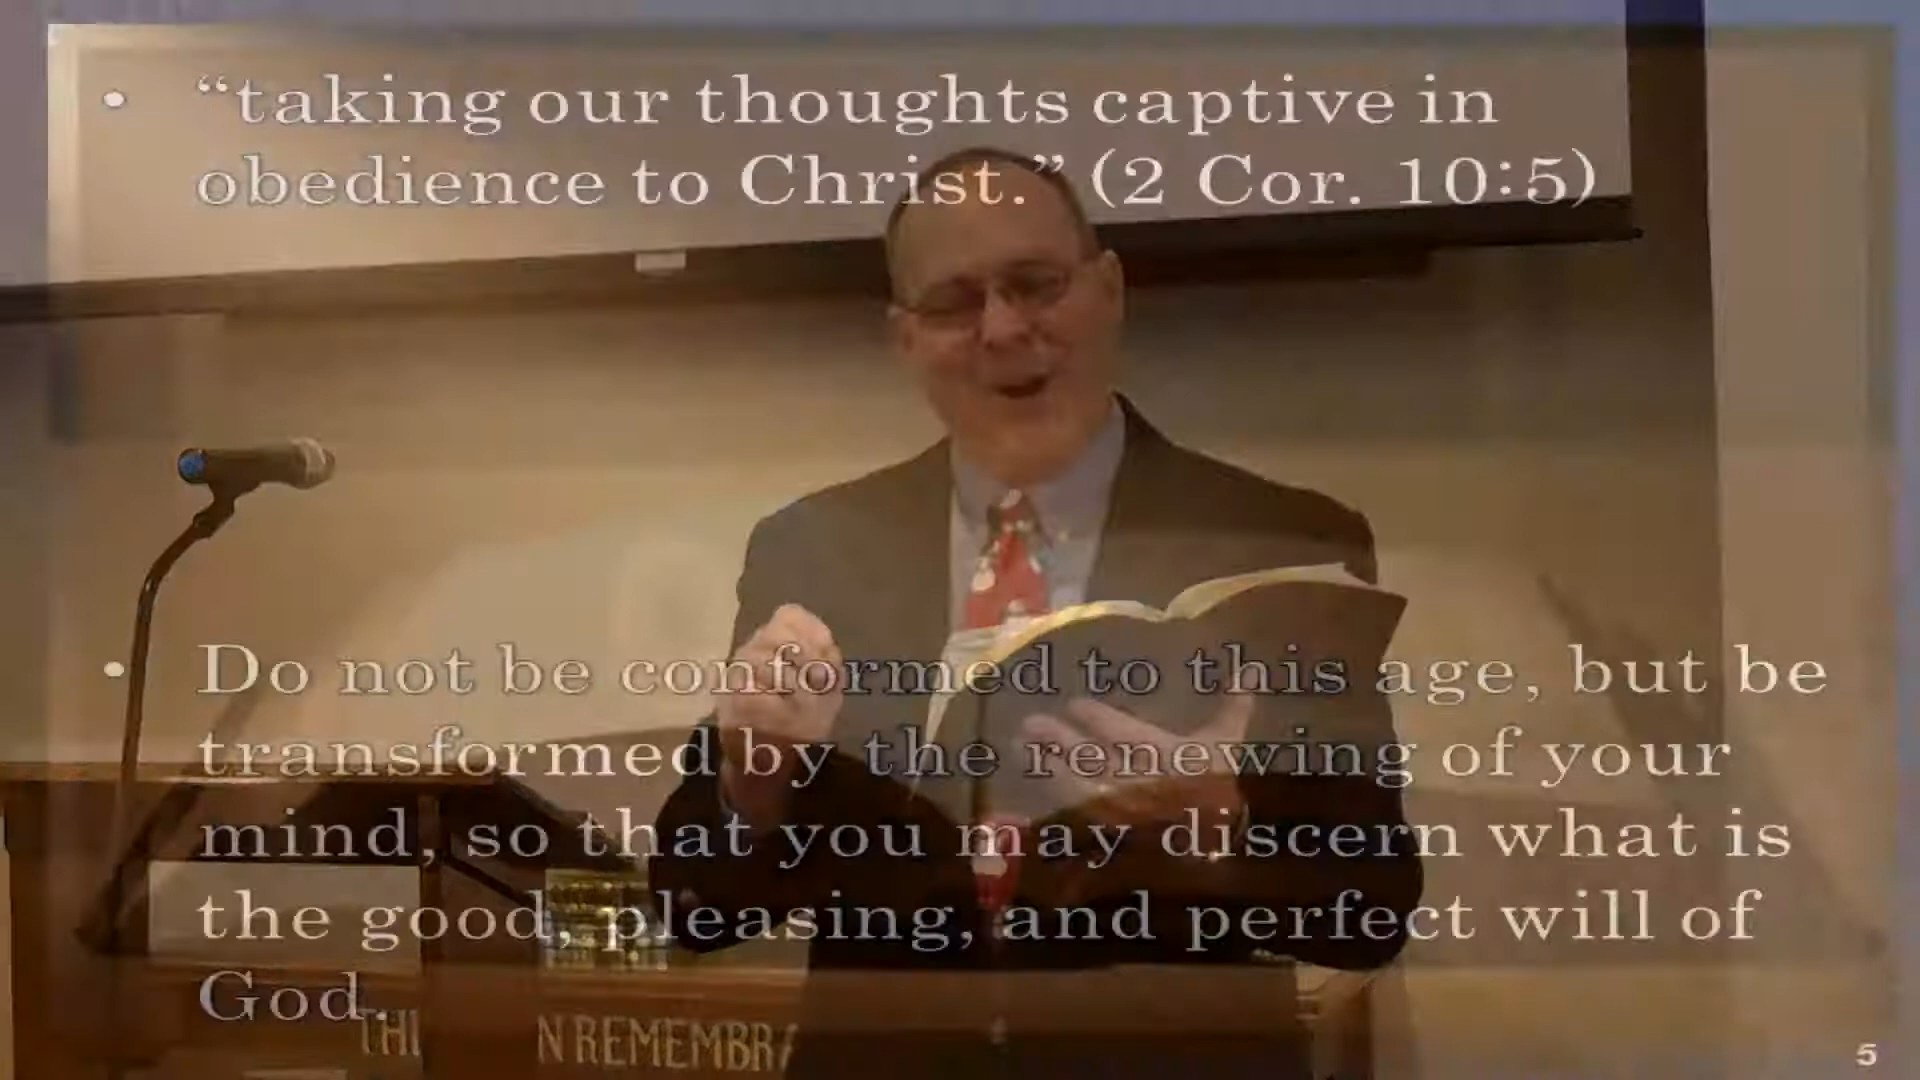 • “taking our thoughts captive in
obedience to Christ.” (2 Cor. 10:5)
• Do not be conformed to this age, but be
transformed by the renewing of your
mind, so that you may discern what is
the good, pleasing, and perfect will of
God.
N REMEMBRA
5